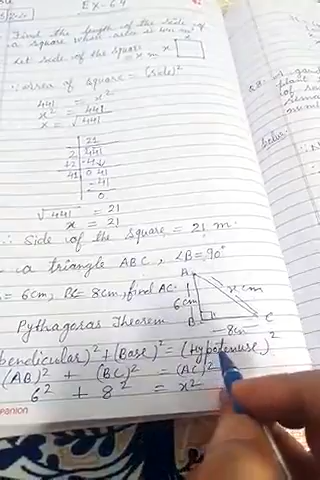 Ex - 6.4
Find the length of the side of
a square whose area is 441 m²
let side of the square
= x m
x
x
∴ area of square = (side)²
441 = x²
x² = 441
x = √441
21
2 441
+2 -4↓
41 0 41
-41
0
√441 = 21
x = 21
∴ Side of the square = 21 m.
a triangle ABC, ∠B = 90°
= 6cm, BC = 8cm, find AC.
A
x cm
6cm
B
C
8cm
Pythagoras Theorem
(Base)² = (Hypotenuse)²
(AB)² + (BC)² = (AC)²
6² + 8² = x²